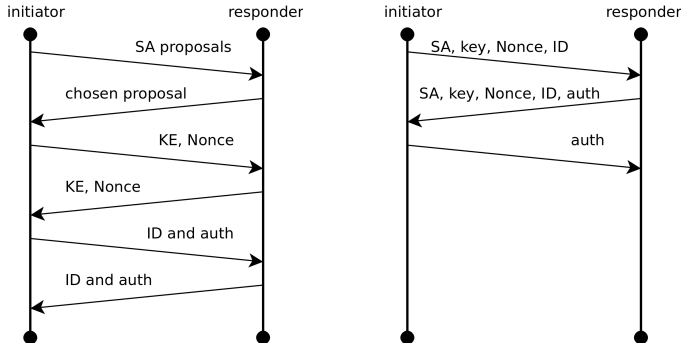 initiator
responder
SA proposals
chosen proposal
KE, Nonce
KE, Nonce
ID and auth
ID and auth
initiator
responder
SA, key, Nonce, ID
SA, key, Nonce, ID, auth
auth